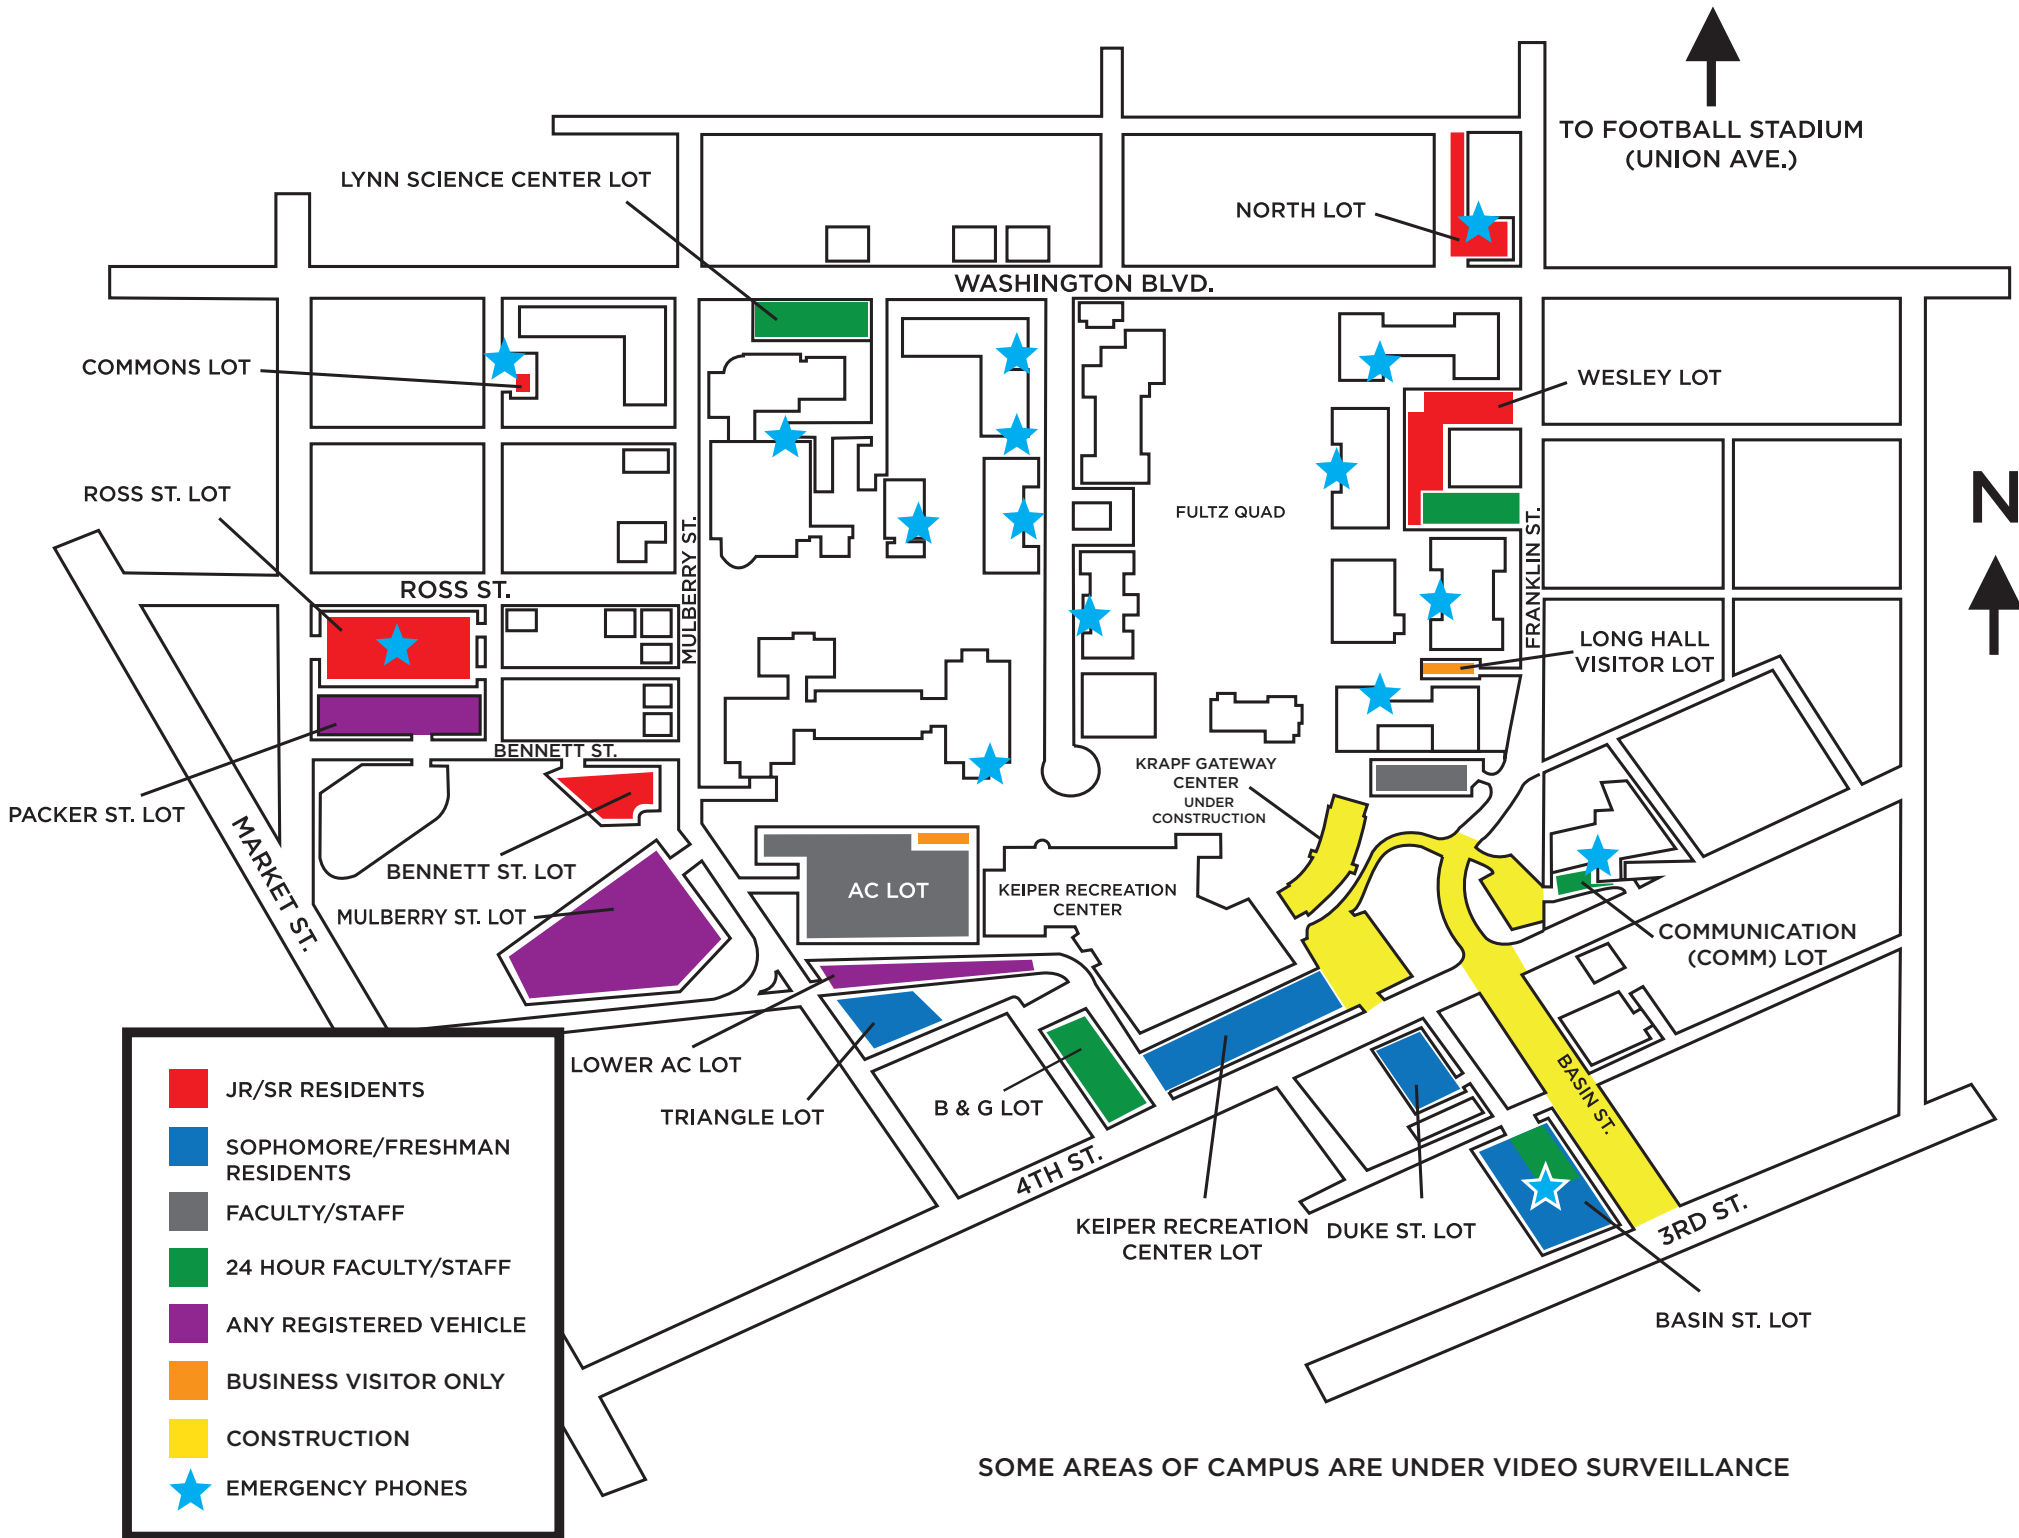 TO FOOTBALL STADIUM
(UNION AVE.)
LYNN SCIENCE CENTER LOT
NORTH LOT
WASHINGTON BLVD.
COMMONS LOT
WESLEY LOT
ROSS ST. LOT
FULTZ QUAD
N
MULBERRY ST.
FRANKLIN ST.
ROSS ST.
LONG HALL
VISITOR LOT
BENNETT ST.
KRAPF GATEWAY
CENTER
UNDER
CONSTRUCTION
PACKER ST. LOT
MARKET ST.
BENNETT ST. LOT
AC LOT
KEIPER RECREATION
CENTER
MULBERRY ST. LOT
COMMUNICATION
(COMM) LOT
LOWER AC LOT
TRIANGLE LOT
B & G LOT
BASIN ST.
4TH ST.
KEIPER RECREATION
CENTER LOT
DUKE ST. LOT
3RD ST.
BASIN ST. LOT
JR/SR RESIDENTS
SOPHOMORE/FRESHMAN
RESIDENTS
FACULTY/STAFF
24 HOUR FACULTY/STAFF
ANY REGISTERED VEHICLE
BUSINESS VISITOR ONLY
CONSTRUCTION
EMERGENCY PHONES
SOME AREAS OF CAMPUS ARE UNDER VIDEO SURVEILLANCE